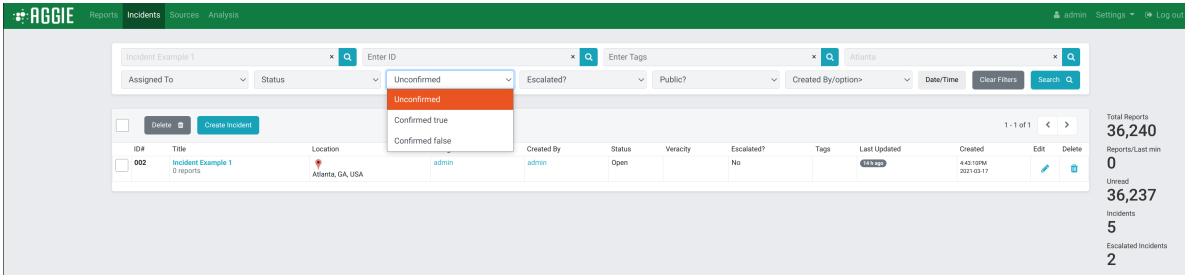 AGGIE Reports Incidents Sources Analysis admin Settings Log out
Incident Example 1 × Enter ID × Enter Tags × Atlanta ×
Assigned To Status Unconfirmed Escalated? Public? Created By/option> Date/Time Clear Filters Search
Unconfirmed
Confirmed true
Confirmed false
Delete Create Incident 1 - 1 of 1
ID# Title Location Created By Status Veracity Escalated? Tags Last Updated Created Edit Delete
002 Incident Example 1 admin admin Open No 14 h ago 4:43:10PM
0 reports Atlanta, GA, USA 2021-03-17
Total Reports
36,240
Reports/Last min
0
Unread
36,237
Incidents
5
Escalated Incidents
2